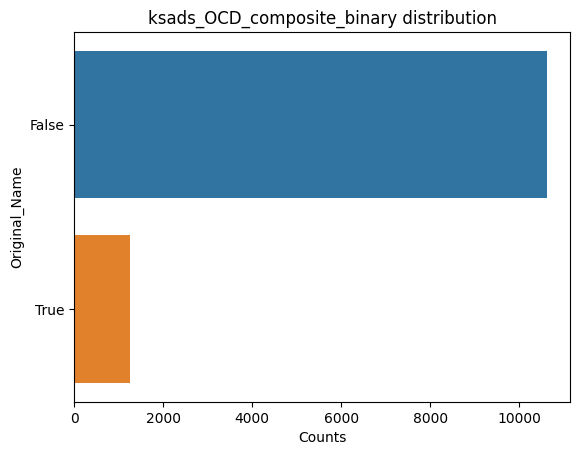 ksads_OCD_composite_binary distribution
Original_Name
False
True
0 2000 4000 6000 8000 10000
Counts